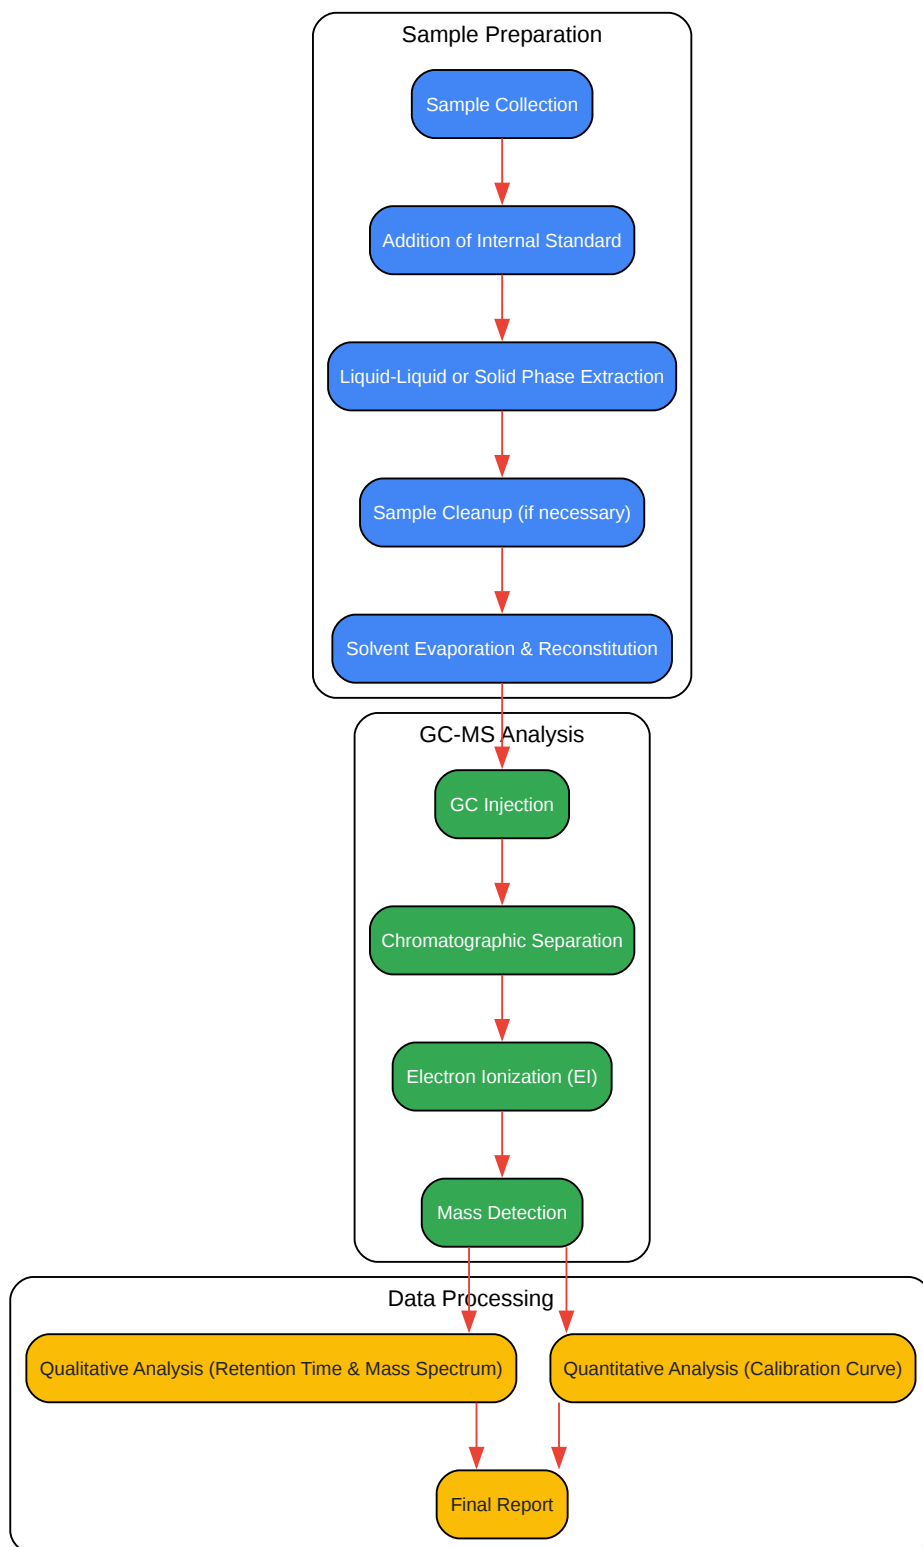 Sample Preparation
Sample Collection
Addition of Internal Standard
Liquid-Liquid or Solid Phase Extraction
Sample Cleanup (if necessary)
Solvent Evaporation & Reconstitution
GC-MS Analysis
GC Injection
Chromatographic Separation
Electron Ionization (EI)
Mass Detection
Data Processing
Qualitative Analysis (Retention Time & Mass Spectrum)
Quantitative Analysis (Calibration Curve)
Final Report